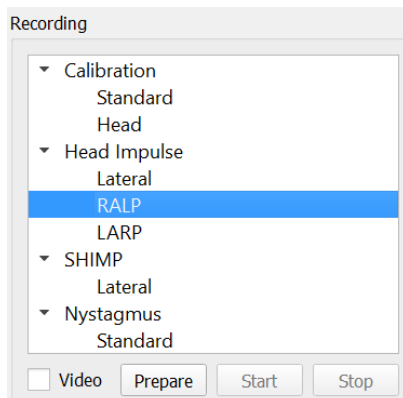 Recording
Calibration
Standard
Head
Head Impulse
Lateral
RALP
LARP
SHIMP
Lateral
Nystagmus
Standard
Video Prepare Start Stop